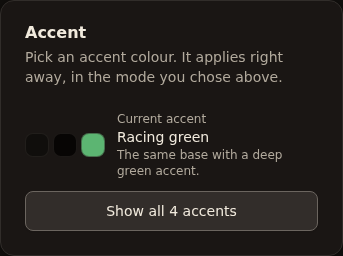 Accent
Pick an accent colour. It applies right
away, in the mode you chose above.
Current accent
Racing green
The same base with a deep
green accent.
Show all 4 accents